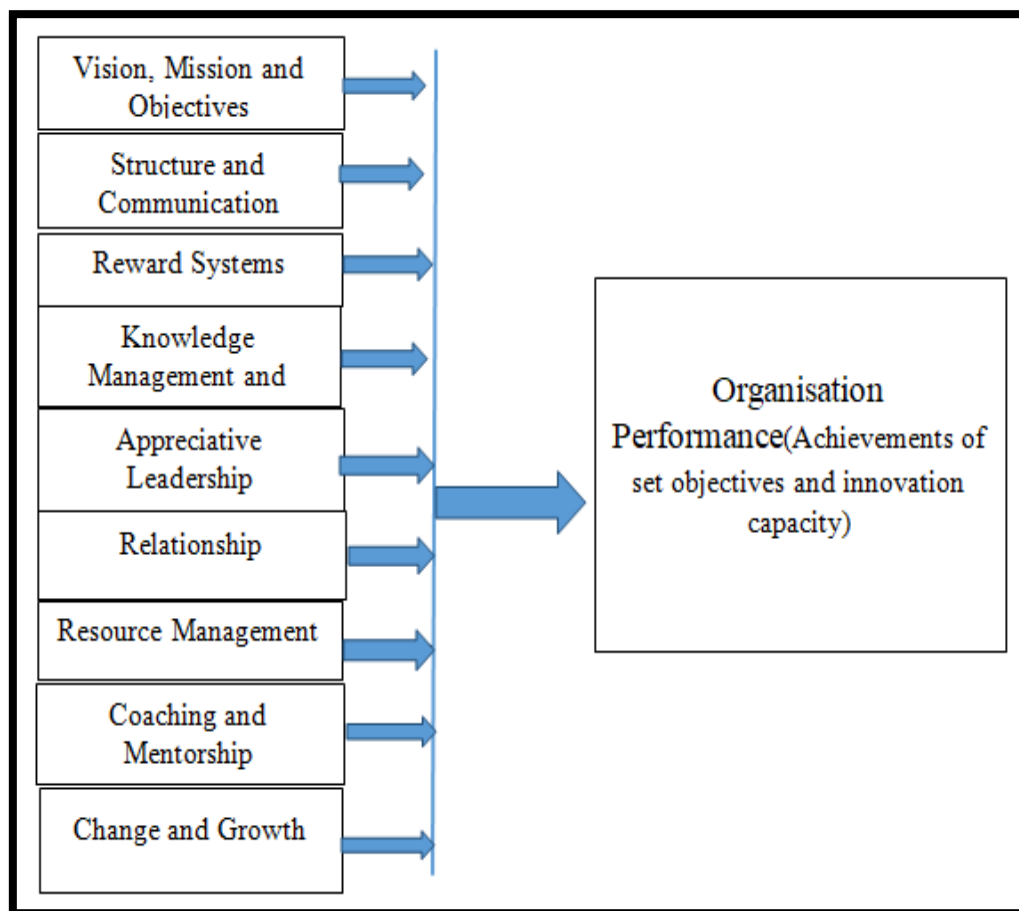 Vision, Mission and
Objectives
Structure and
Communication
Reward Systems
Knowledge
Management and
Appreciative
Leadership
Relationship
Resource Management
Coaching and
Mentorship
Change and Growth
Organisation
Performance(Achievements of
set objectives and innovation
capacity)